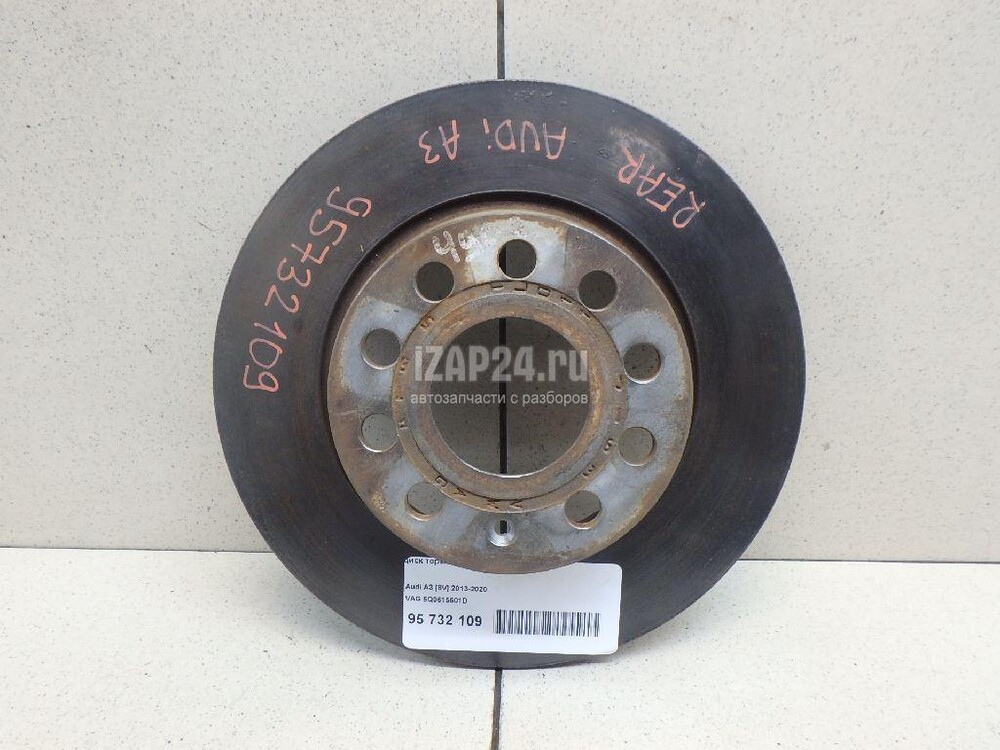 95732109
AUDi A3
REAR
iZAP24.ru
автозапчасти с разборов
Audi A3 [8V] 2013-2020
VAG 5Q0615601D
95 732 109